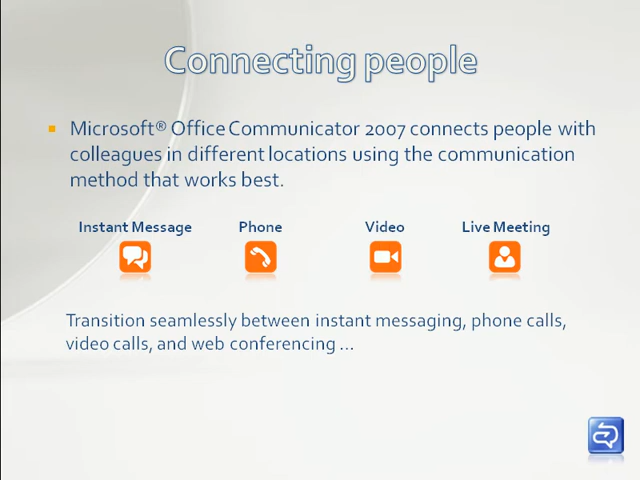 Connecting people
Microsoft® Office Communicator 2007 connects people with
colleagues in different locations using the communication
method that works best.
Instant Message Phone Video Live Meeting
Transition seamlessly between instant messaging, phone calls,
video calls, and web conferencing ...